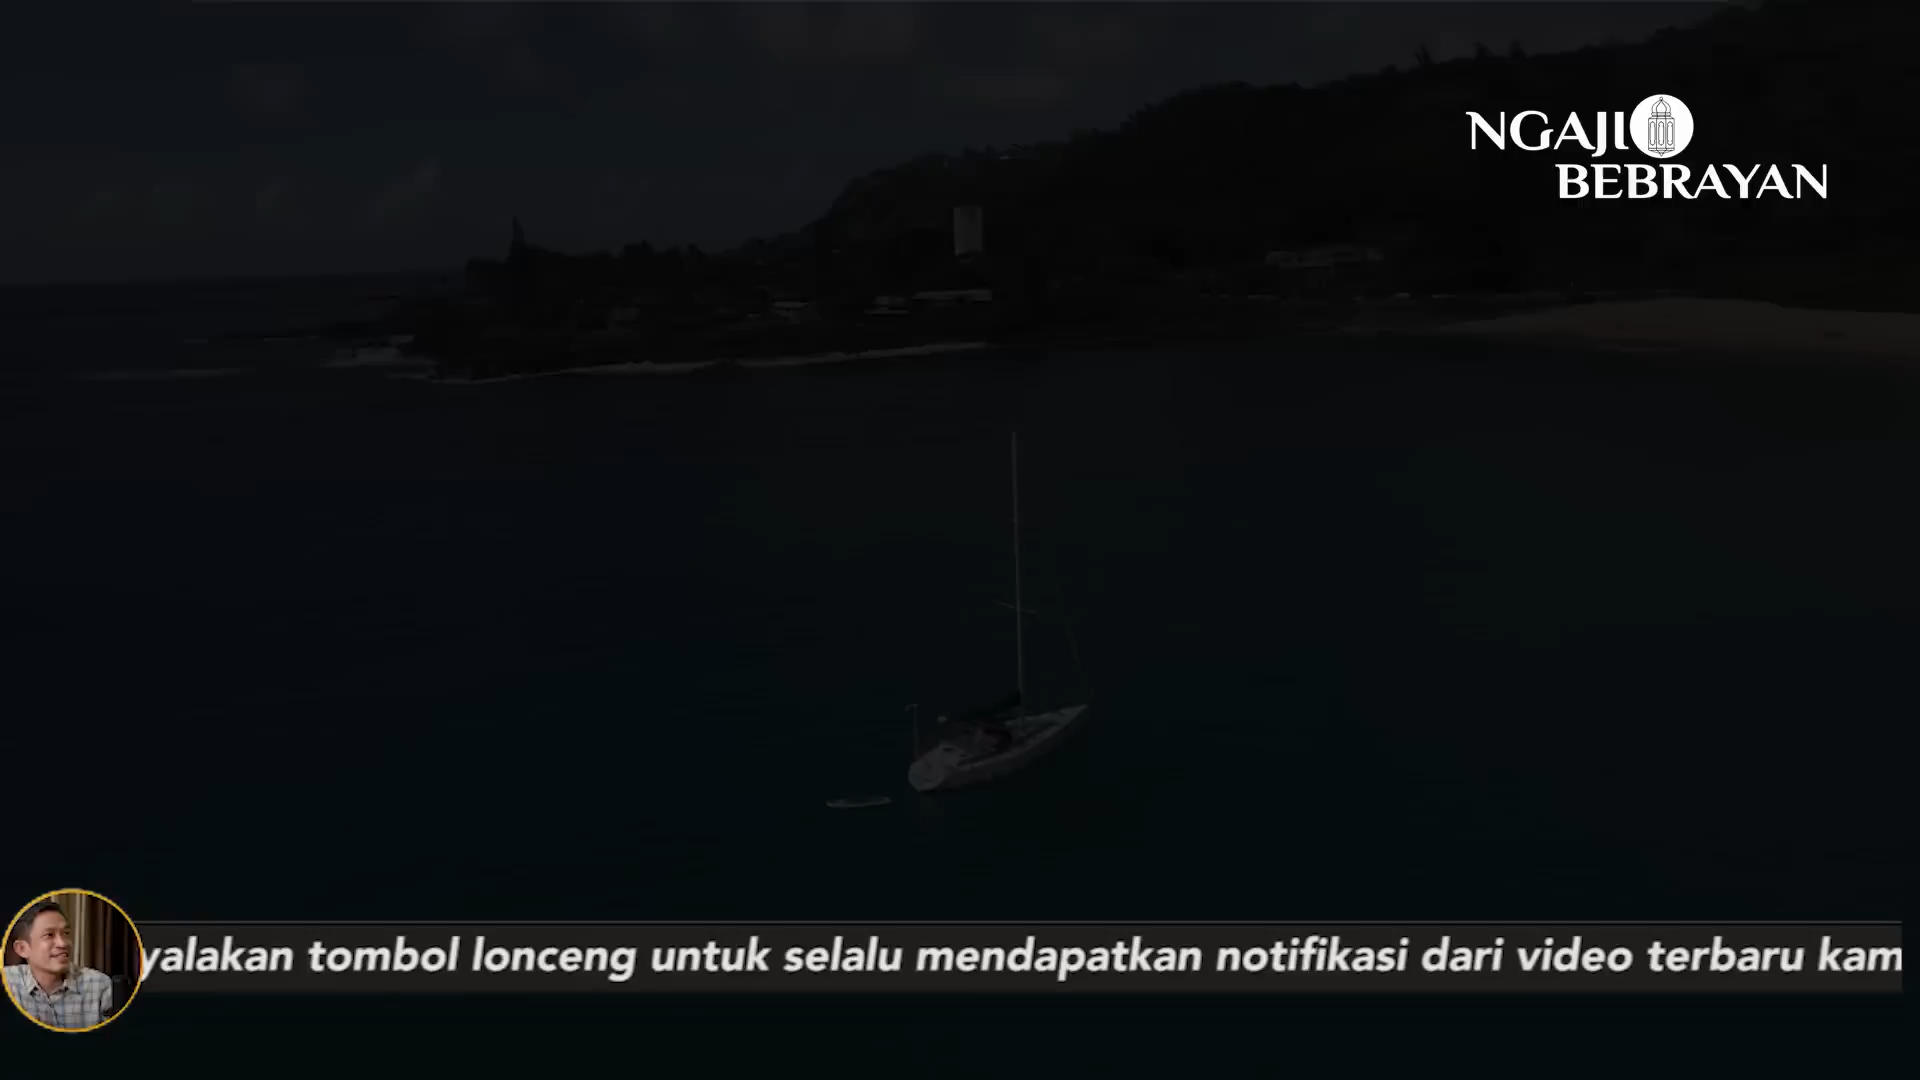 NGAJI
BEBRAYAN
yalakan tombol lonceng untuk selalu mendapatkan notifikasi dari video terbaru kam